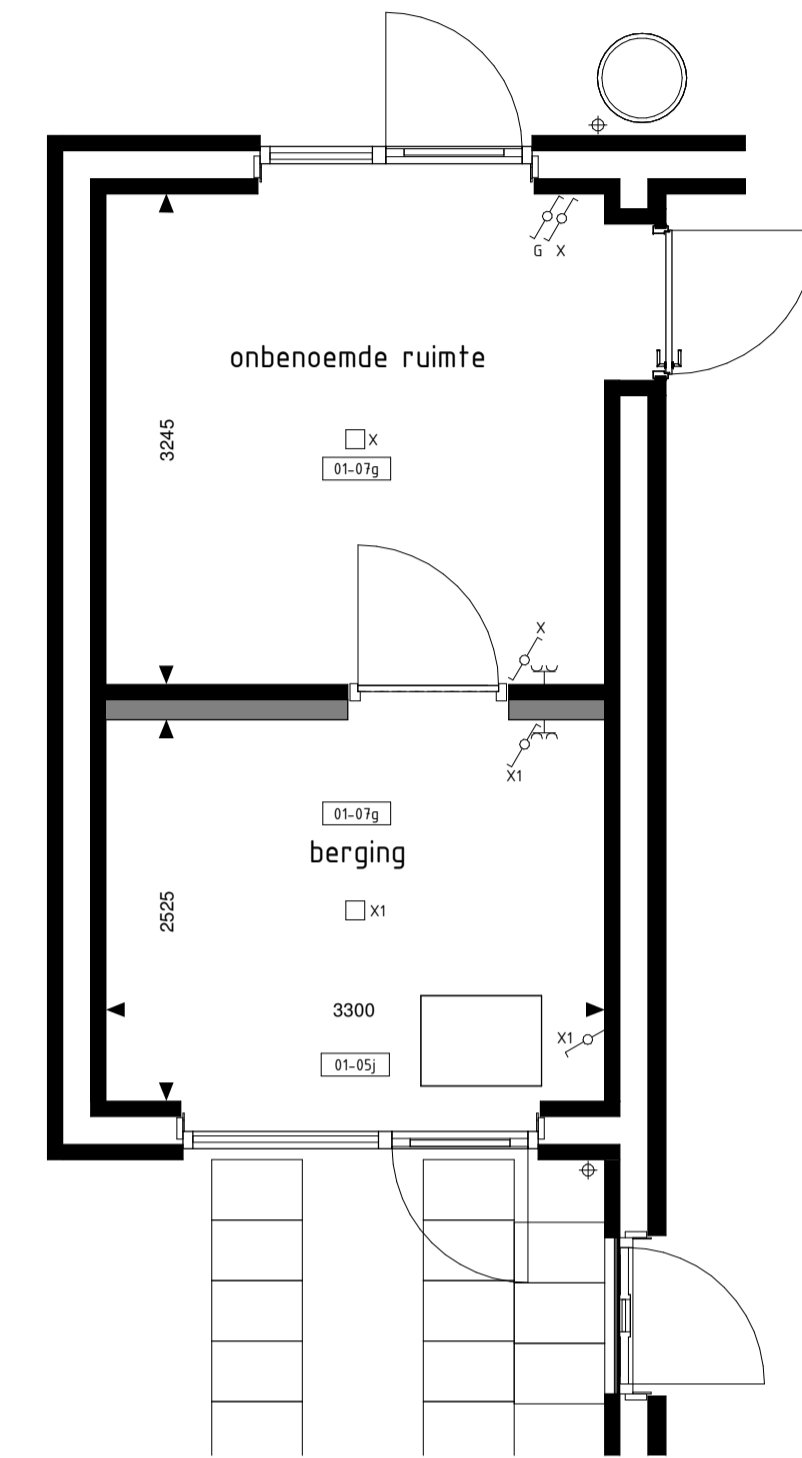 G X
onbenoemde ruimte
3245
X
01-07g
X
X1
01-07g
berging
2525
X1
3300
X1
01-05j